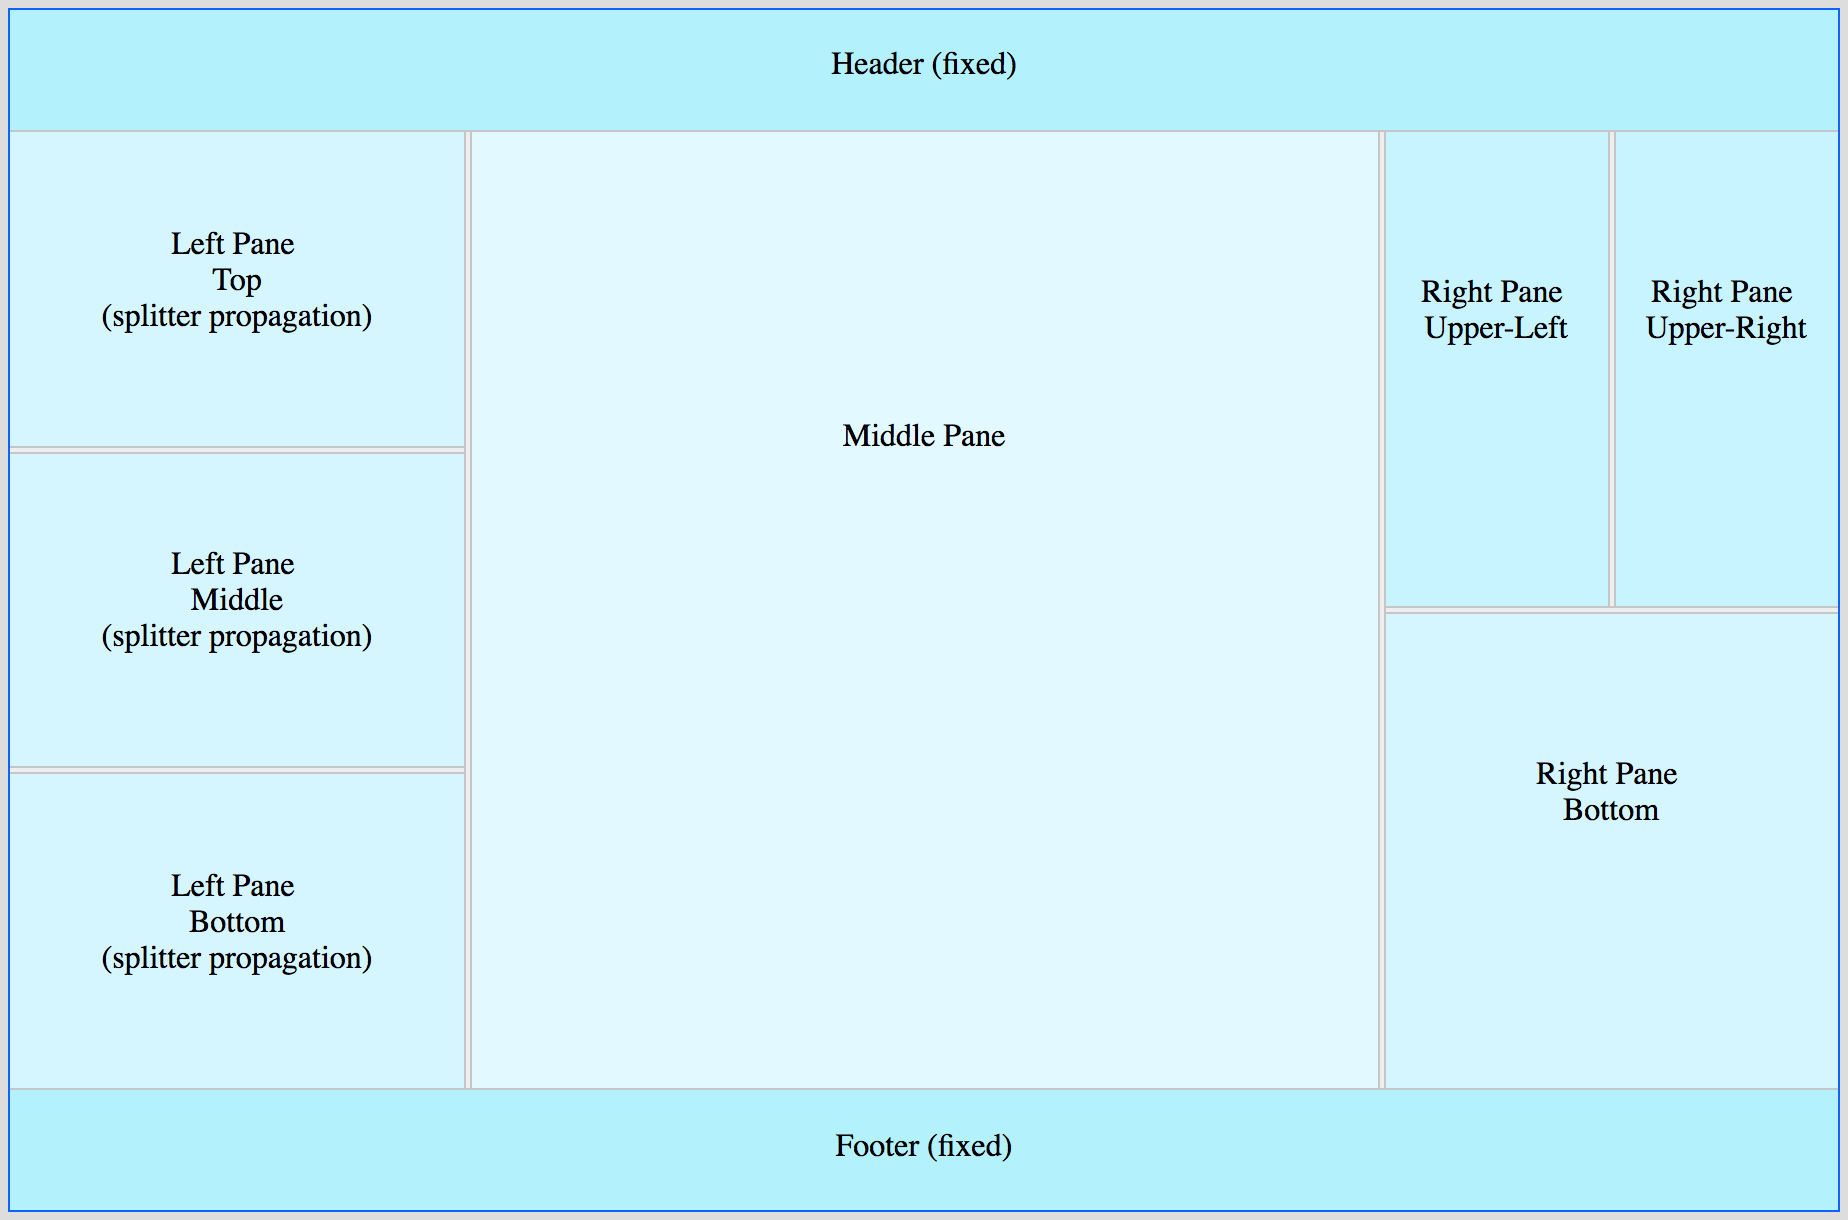 Header (fixed)
Left Pane
Top
(splitter propagation)
Left Pane
Middle
(splitter propagation)
Left Pane
Bottom
(splitter propagation)
Middle Pane
Right Pane
Upper-Left
Right Pane
Upper-Right
Right Pane
Bottom
Footer (fixed)